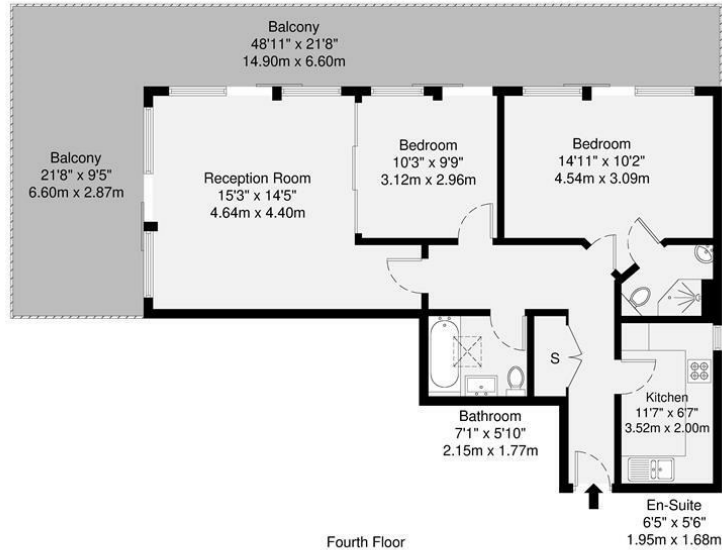 Balcony
48'11" x 21'8"
14.90m x 6.60m
Balcony
21'8" x 9'5"
6.60m x 2.87m
Reception Room
15'3" x 14'5"
4.64m x 4.40m
Bedroom
10'3" x 9'9"
3.12m x 2.96m
Bedroom
14'11" x 10'2"
4.54m x 3.09m
S
Kitchen
11'7" x 6'7"
3.52m x 2.00m
Bathroom
7'1" x 5'10"
2.15m x 1.77m
En-Suite
6'5" x 5'6"
1.95m x 1.68m
Fourth Floor